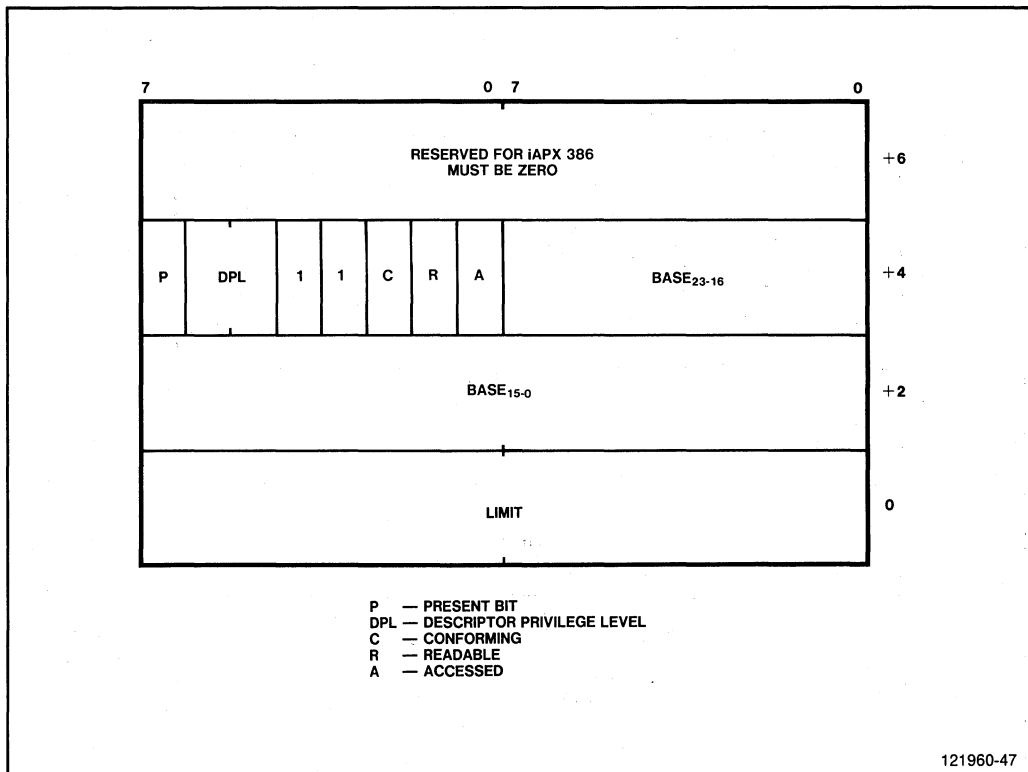 7 0 7 0
RESERVED FOR iAPX 386
MUST BE ZERO
+6
P DPL 1 1 C R A BASE23-16 +4
BASE15-0 +2
LIMIT 0
P — PRESENT BIT
DPL — DESCRIPTOR PRIVILEGE LEVEL
C — CONFORMING
R — READABLE
A — ACCESSED
121960-47